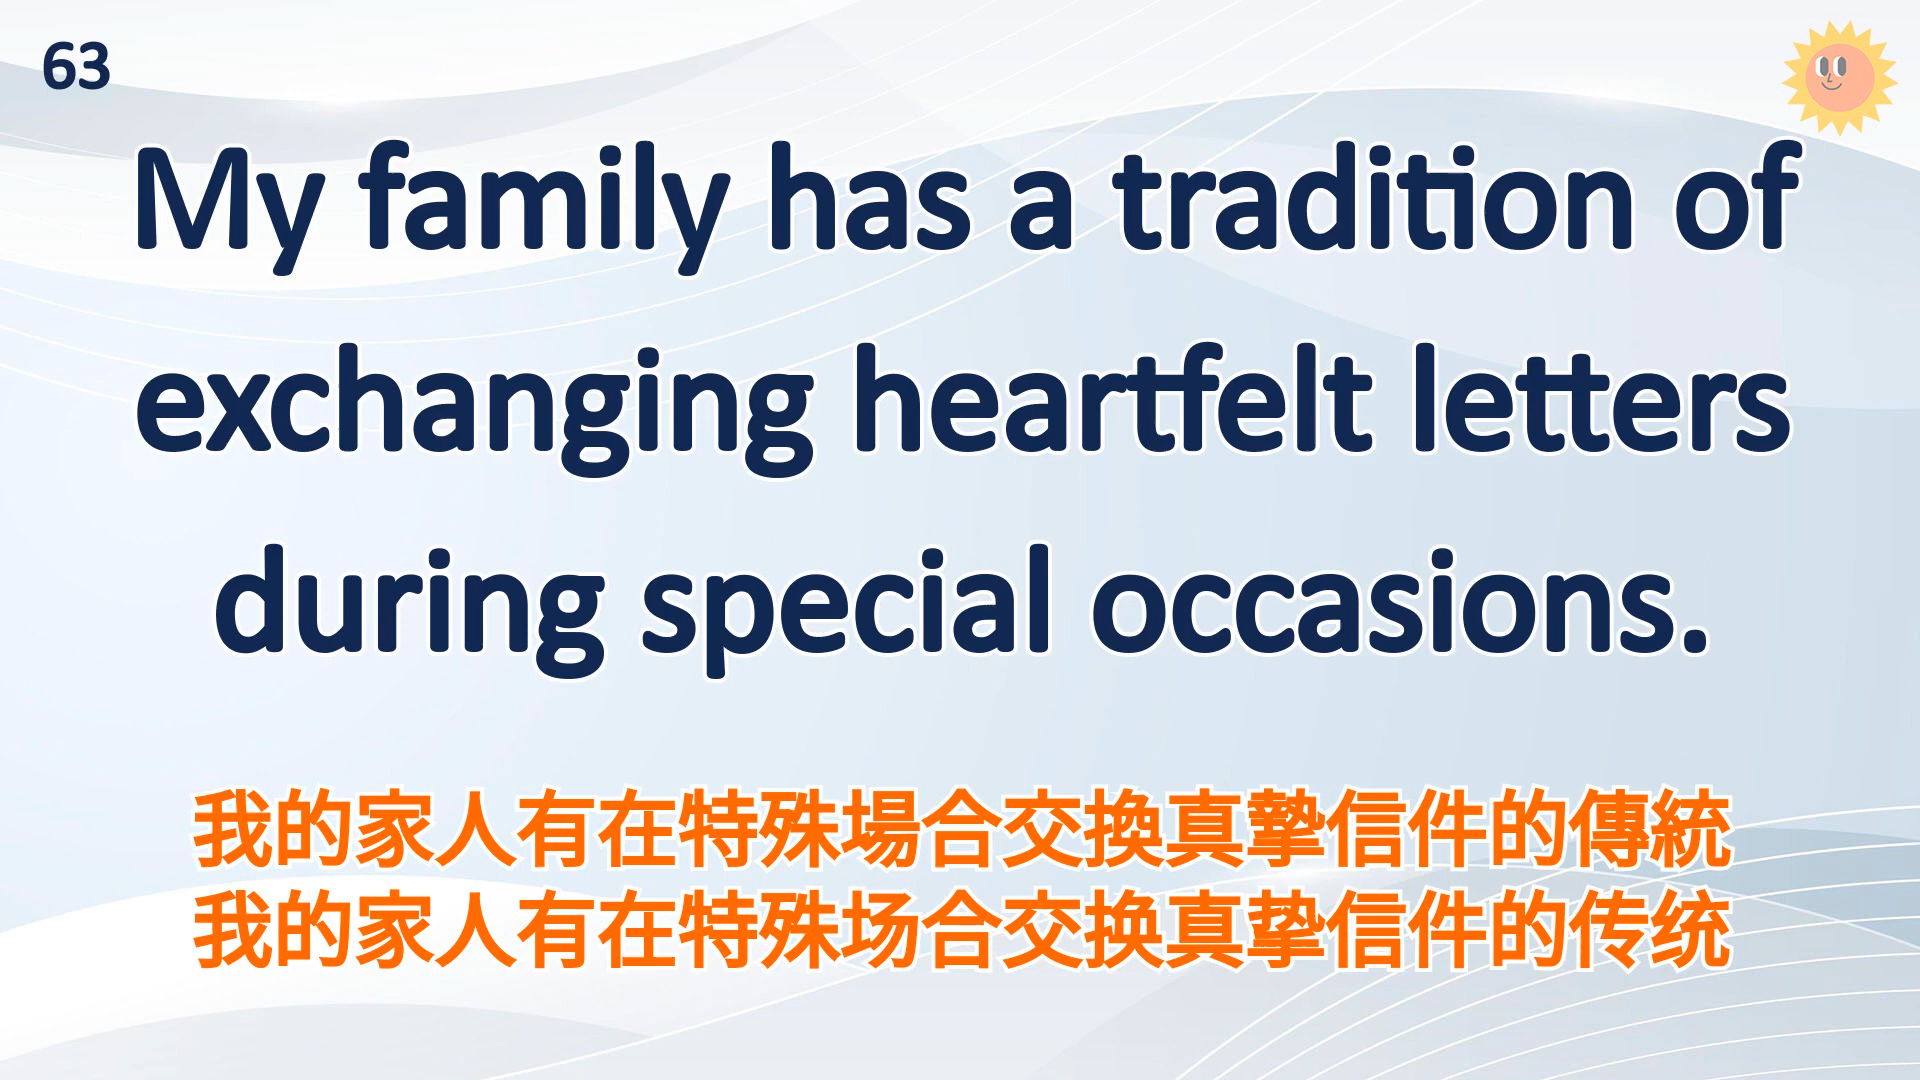 63
My family has a tradition of
exchanging heartfelt letters
during special occasions.
我的家人有在特殊場合交換真摯信件的傳統
我的家人有在特殊场合交换真挚信件的传统